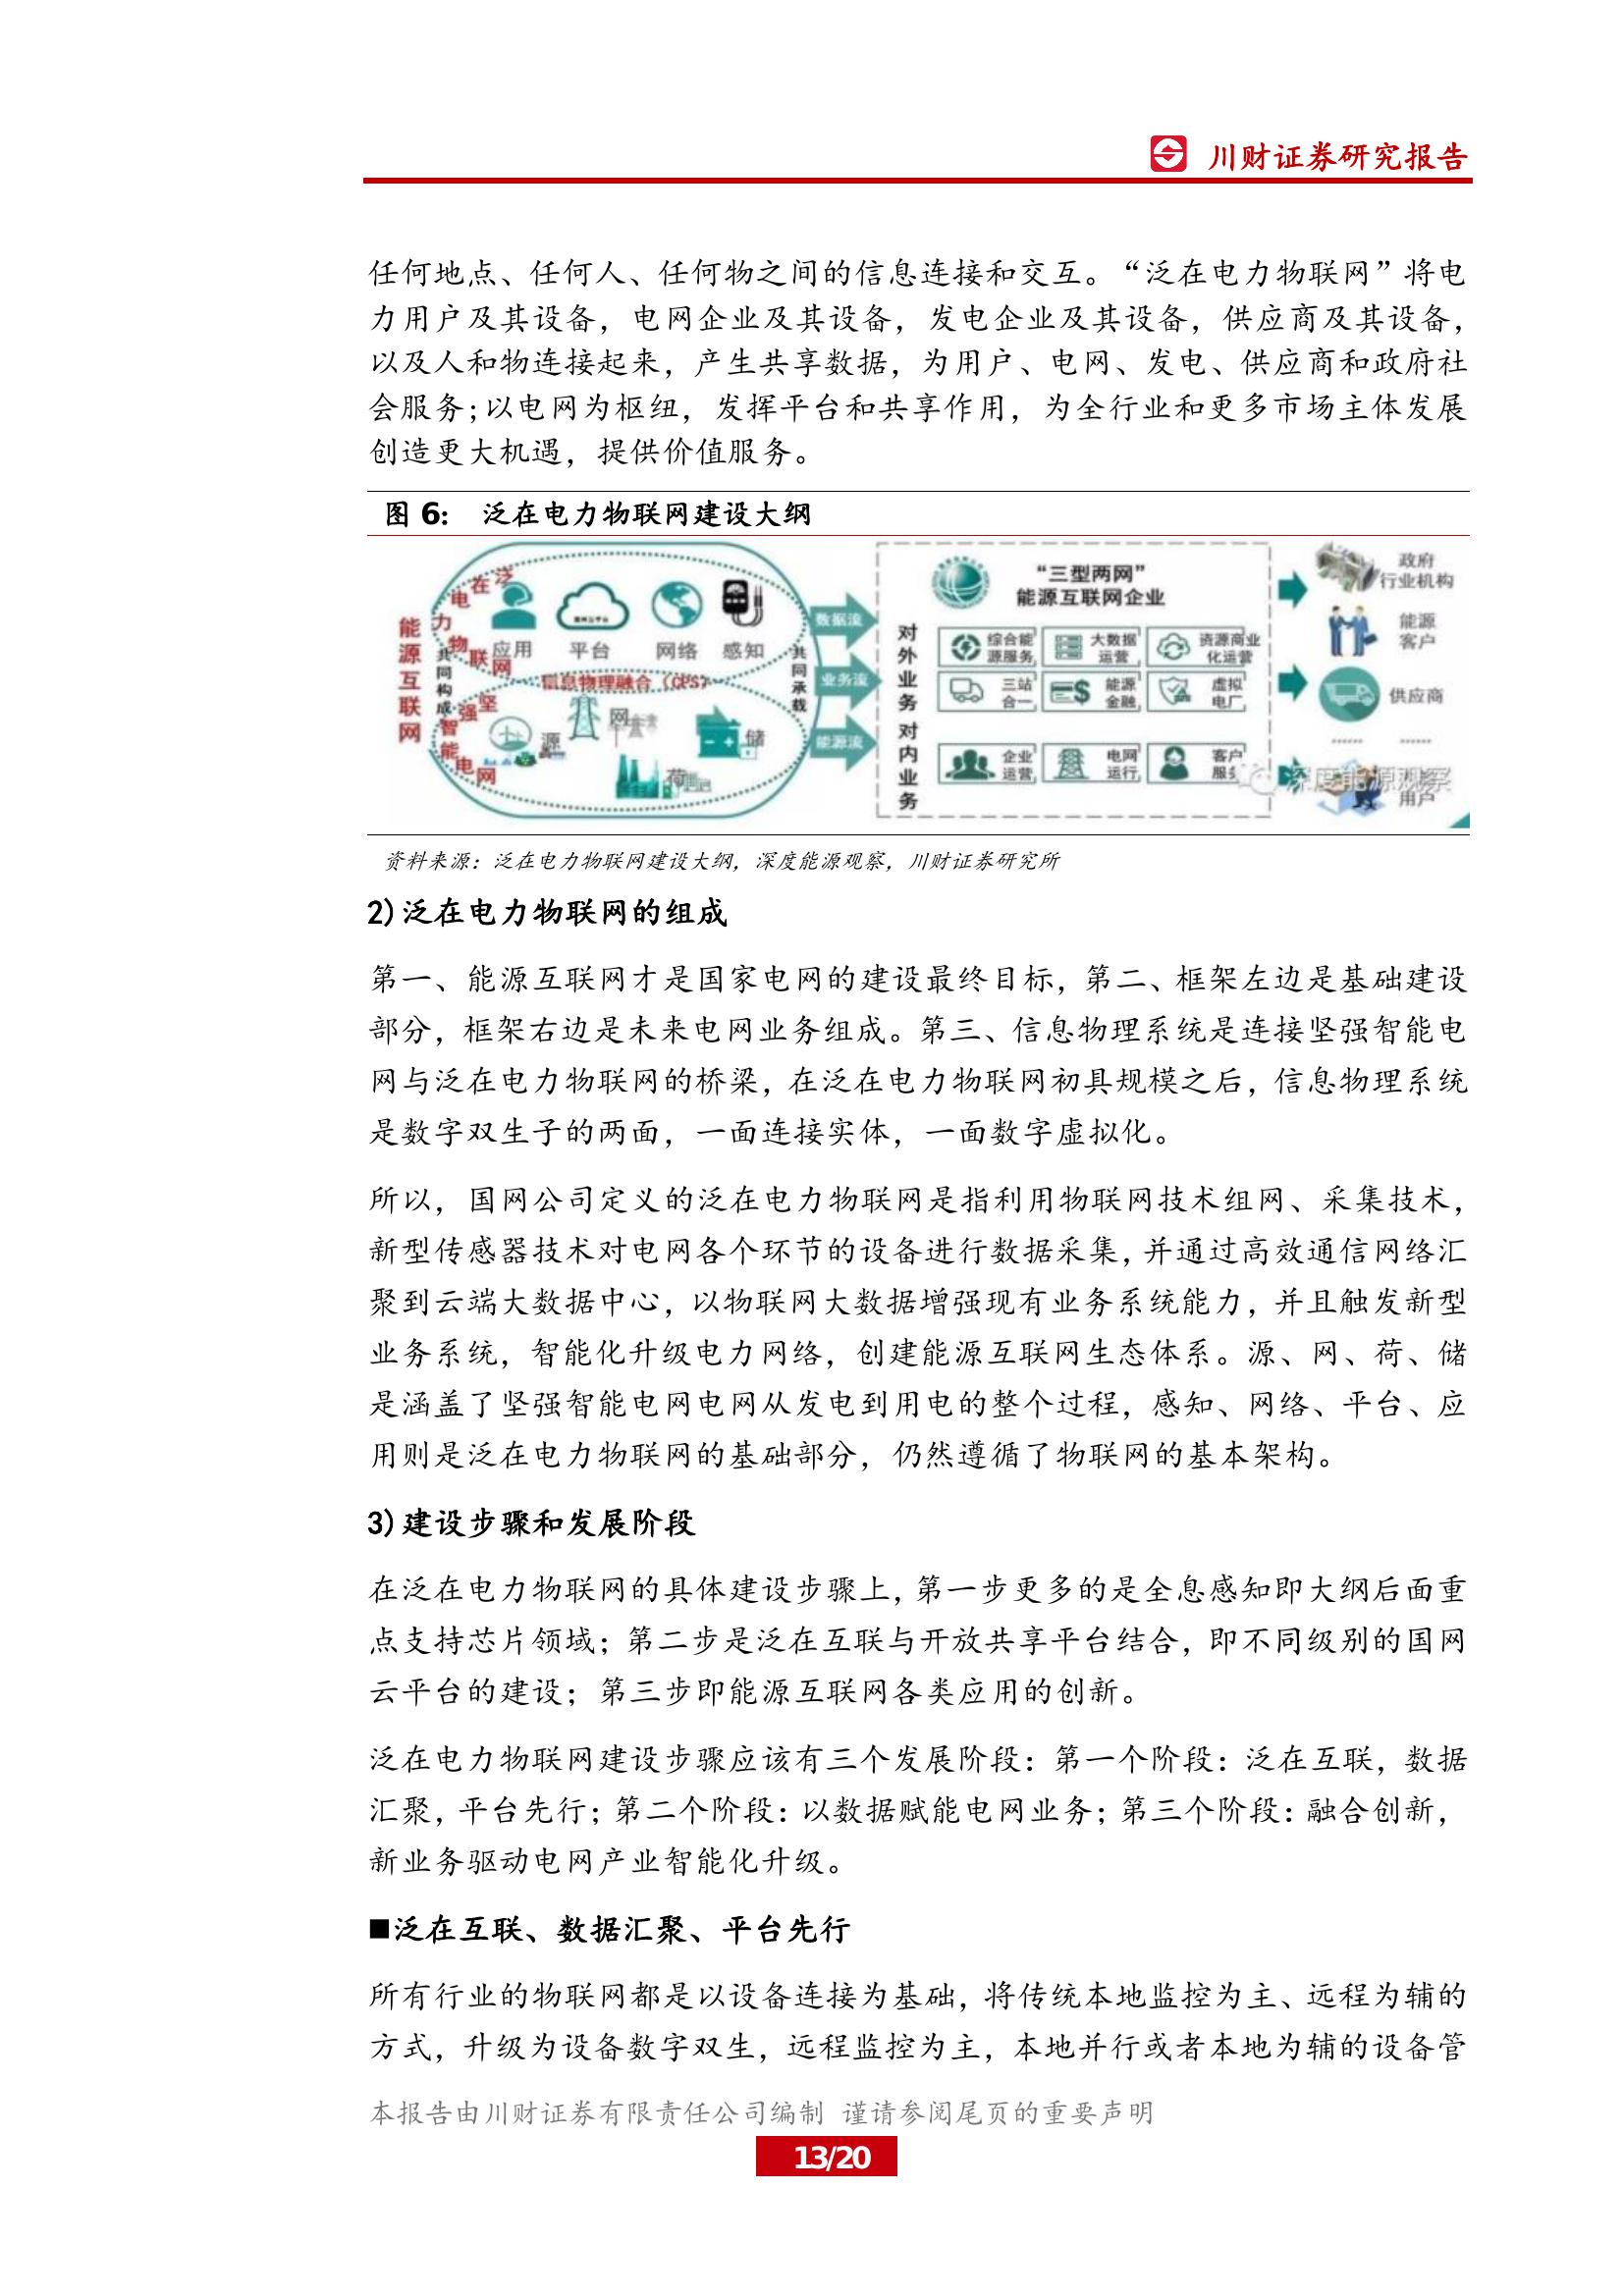 川财证券研究报告
任何地点、任何人、任何物之间的信息连接和交互。“泛在电力物联网”将电
力用户及其设备，电网企业及其设备，发电企业及其设备，供应商及其设备，
以及人和物连接起来，产生共享数据，为用户、电网、发电、供应商和政府社
会服务;以电网为枢纽，发挥平台和共享作用，为全行业和更多市场主体发展
创造更大机遇，提供价值服务。
图 6： 泛在电力物联网建设大纲
能源互联网
共同构成
泛在电力物联网
应用
平台
网络
感知
信息物理融合（CPS）
坚强智能电网
源
网
荷
储
共同承载
数据流
业务流
能源流
“三型两网”
能源互联网企业
对外业务
综合能
源服务
大数据
运营
资源商业
化运营
三站
合一
能源
金融
虚拟
电厂
对内业务
企业
运营
电网
运行
客户
服务
政府
行业机构
能源
客户
供应商
...... ......
用户
深度能源观察
资料来源：泛在电力物联网建设大纲，深度能源观察，川财证券研究所
2)泛在电力物联网的组成
第一、能源互联网才是国家电网的建设最终目标，第二、框架左边是基础建设
部分，框架右边是未来电网业务组成。第三、信息物理系统是连接坚强智能电
网与泛在电力物联网的桥梁，在泛在电力物联网初具规模之后，信息物理系统
是数字双生子的两面，一面连接实体，一面数字虚拟化。
所以，国网公司定义的泛在电力物联网是指利用物联网技术组网、采集技术，
新型传感器技术对电网各个环节的设备进行数据采集，并通过高效通信网络汇
聚到云端大数据中心，以物联网大数据增强现有业务系统能力，并且触发新型
业务系统，智能化升级电力网络，创建能源互联网生态体系。源、网、荷、储
是涵盖了坚强智能电网电网从发电到用电的整个过程，感知、网络、平台、应
用则是泛在电力物联网的基础部分，仍然遵循了物联网的基本架构。
3)建设步骤和发展阶段
在泛在电力物联网的具体建设步骤上，第一步更多的是全息感知即大纲后面重
点支持芯片领域；第二步是泛在互联与开放共享平台结合，即不同级别的国网
云平台的建设；第三步即能源互联网各类应用的创新。
泛在电力物联网建设步骤应该有三个发展阶段：第一个阶段：泛在互联，数据
汇聚，平台先行；第二个阶段：以数据赋能电网业务；第三个阶段：融合创新，
新业务驱动电网产业智能化升级。
■泛在互联、数据汇聚、平台先行
所有行业的物联网都是以设备连接为基础，将传统本地监控为主、远程为辅的
方式，升级为设备数字双生，远程监控为主，本地并行或者本地为辅的设备管
本报告由川财证券有限责任公司编制 谨请参阅尾页的重要声明
13/20